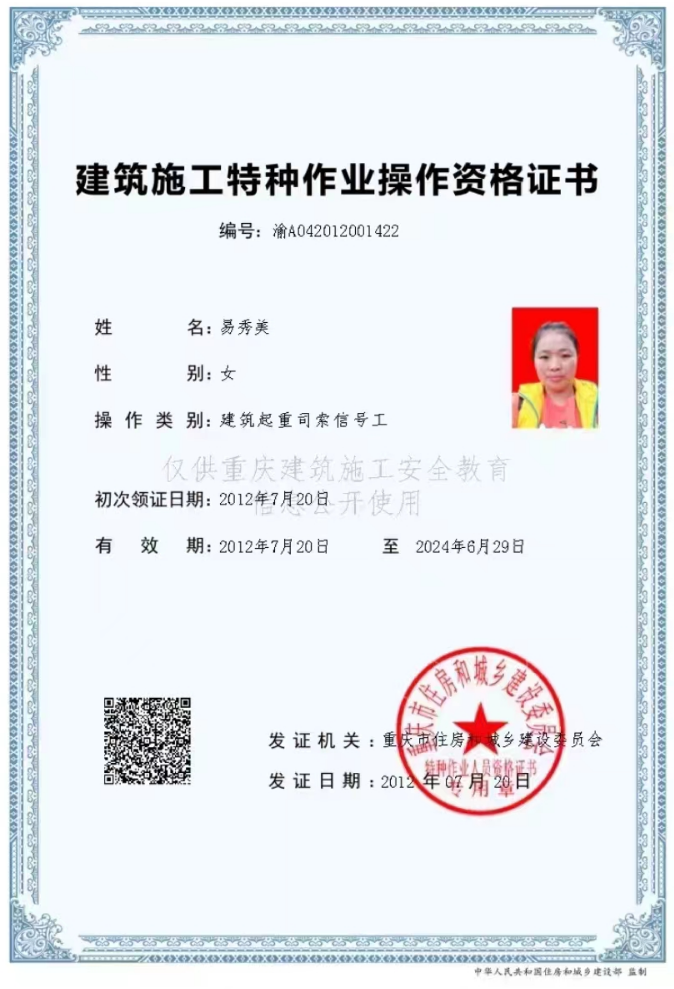 建筑施工特种作业操作资格证书
编号：渝A042012001422
姓名：易秀美
性别：女
操作类别：建筑起重司索信号工
仅供重庆建筑施工安全教育
信息公开使用
初次领证日期：2012年7月20日
有效期：2012年7月20日 至 2024年6月29日
重庆市住房和城乡建设委员会
发证机关：重庆市住房和城乡建设委员会
特种作业人员资格证书
发证日期：2012年07月20日
专用章
中华人民共和国住房和城乡建设部 监制